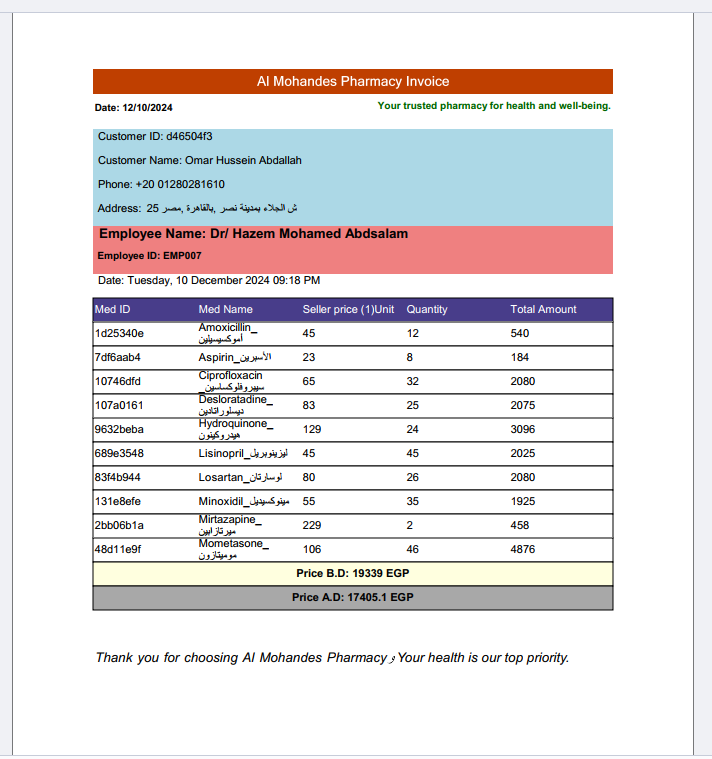 Al Mohandes Pharmacy Invoice
Date: 12/10/2024
Your trusted pharmacy for health and well-being.
Customer ID: d46504f3
Customer Name: Omar Hussein Abdallah
Phone: +20 01280281610
Address: 25 ش الجلاء بمدينة نصر ,بالقاهرة, مصر
Employee Name: Dr/ Hazem Mohamed Abdsalam
Employee ID: EMP007
Date: Tuesday, 10 December 2024 09:18 PM
Med ID Med Name Seller price (1)Unit Quantity Total Amount
1d25340e Amoxicillin_ 45 12 540
أموكسيسيلين
7df6aab4 Aspirin_الأسبرين 23 8 184
10746dfd Ciprofloxacin 65 32 2080
_سيبروفلوكساسين
107a0161 Desloratadine_ 83 25 2075
ديسلوراتادين
9632beba Hydroquinone_ 129 24 3096
هيدروكينون
689e3548 Lisinopril_ليزينوبريل 45 45 2025
83f4b944 Losartan_لوسارتان 80 26 2080
131e8efe Minoxidil_مينوكسيديل 55 35 1925
2bb06b1a Mirtazapine_ 229 2 458
ميرتازابين
48d11e9f Mometasone_ 106 46 4876
موميتازون
Price B.D: 19339 EGP
Price A.D: 17405.1 EGP
Thank you for choosing Al Mohandes Pharmacy و Your health is our top priority.